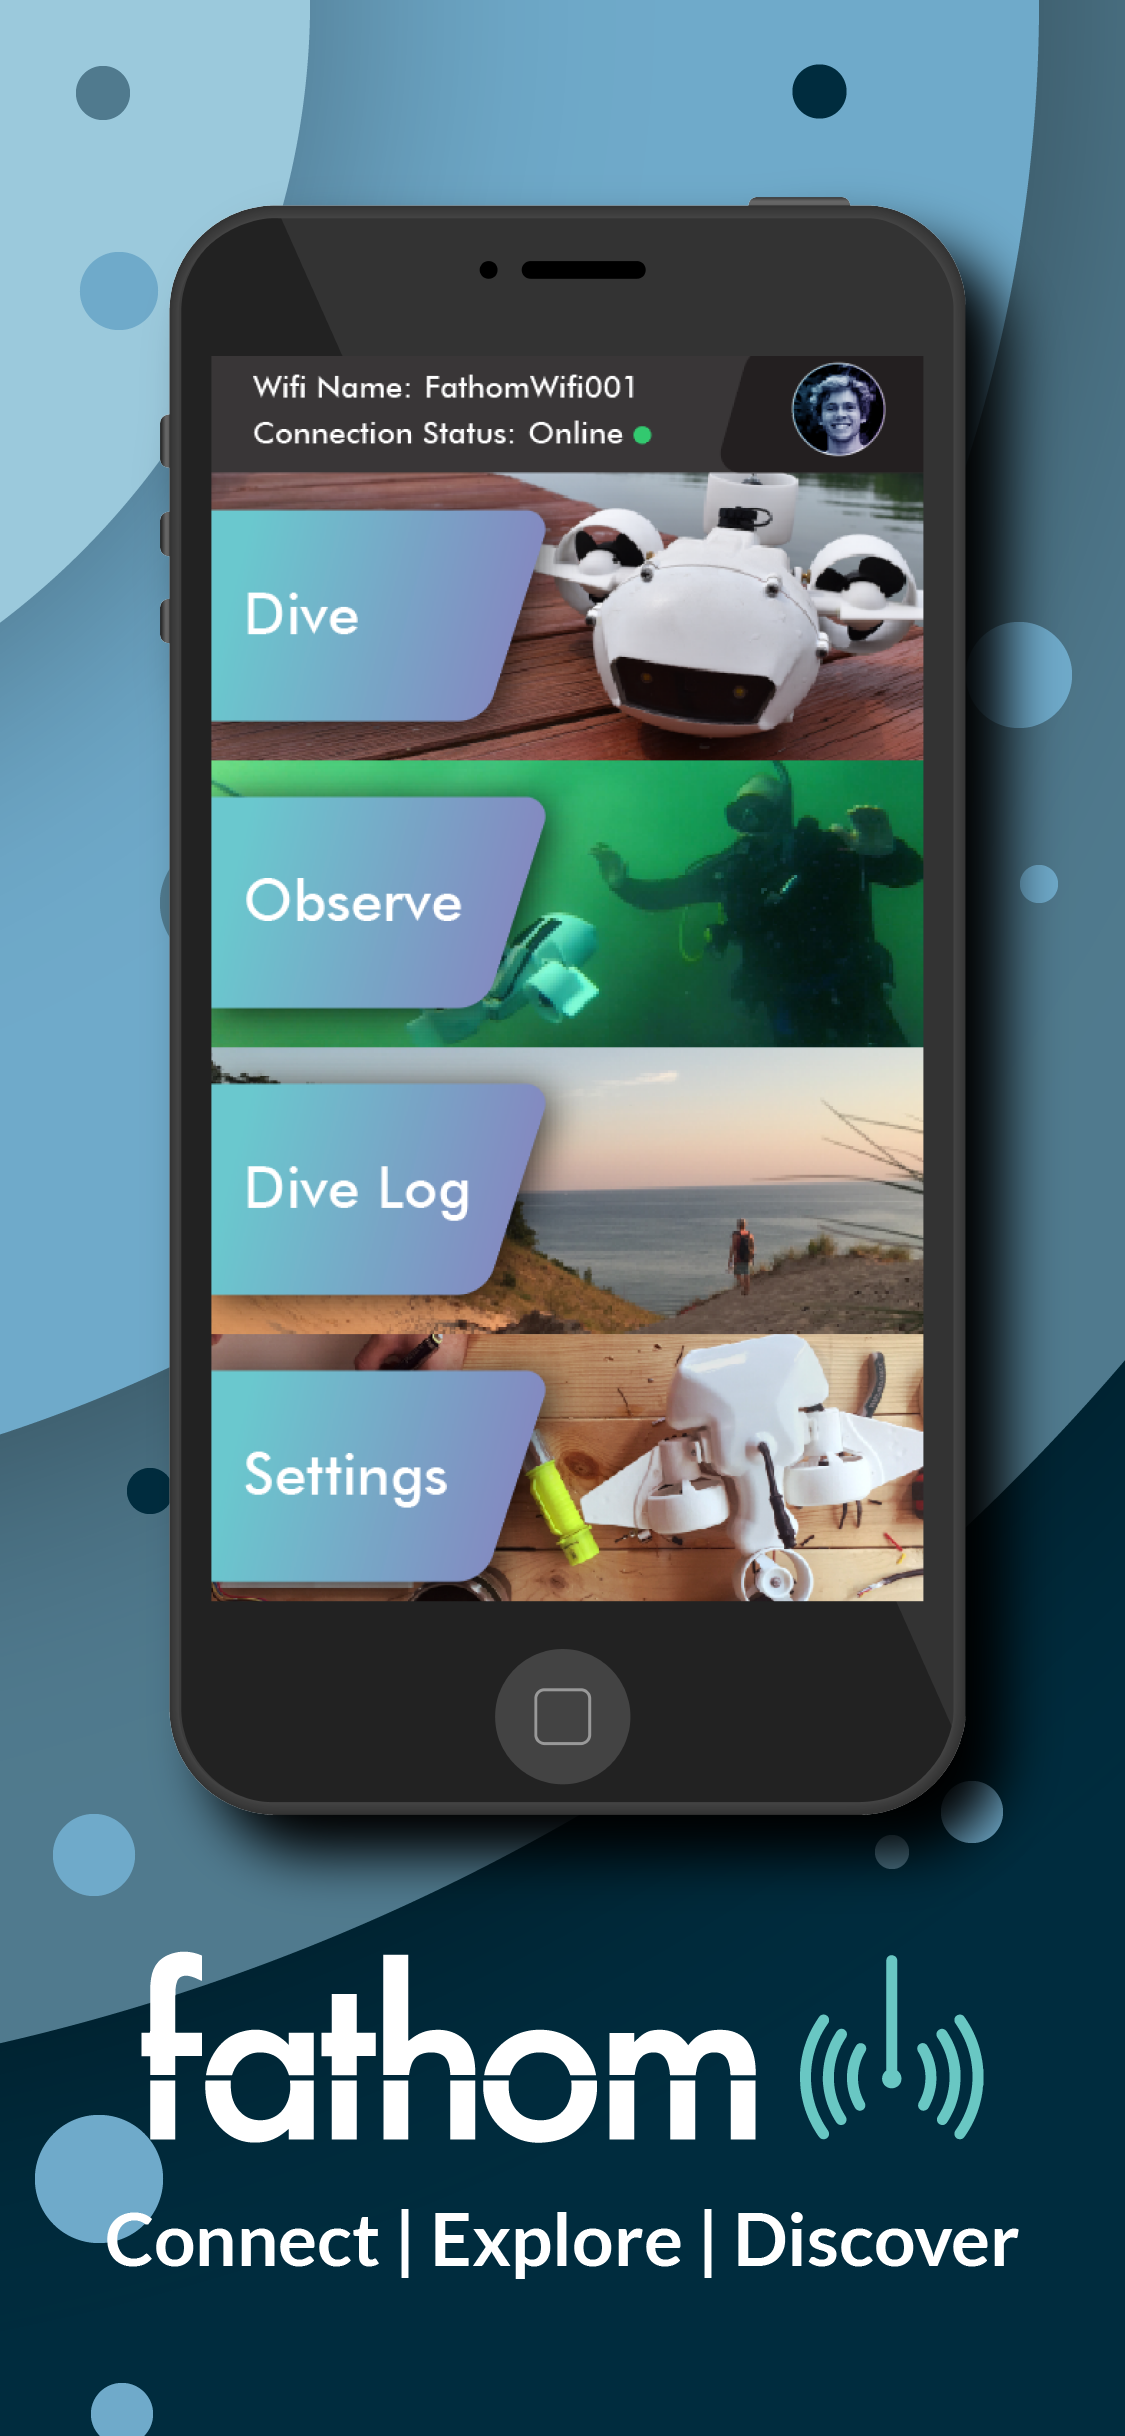 Wifi Name: FathomWifi001
Connection Status: Online
Dive
Observe
Dive Log
Settings
fathom
Connect | Explore | Discover